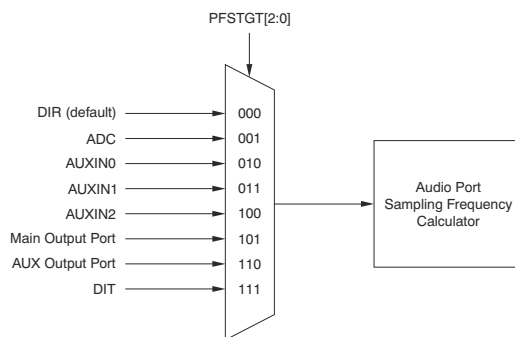 PFSTGT[2:0]
DIR (default) 000
ADC 001
AUXIN0 010
AUXIN1 011
AUXIN2 100
Main Output Port 101
AUX Output Port 110
DIT 111
Audio Port
Sampling Frequency
Calculator